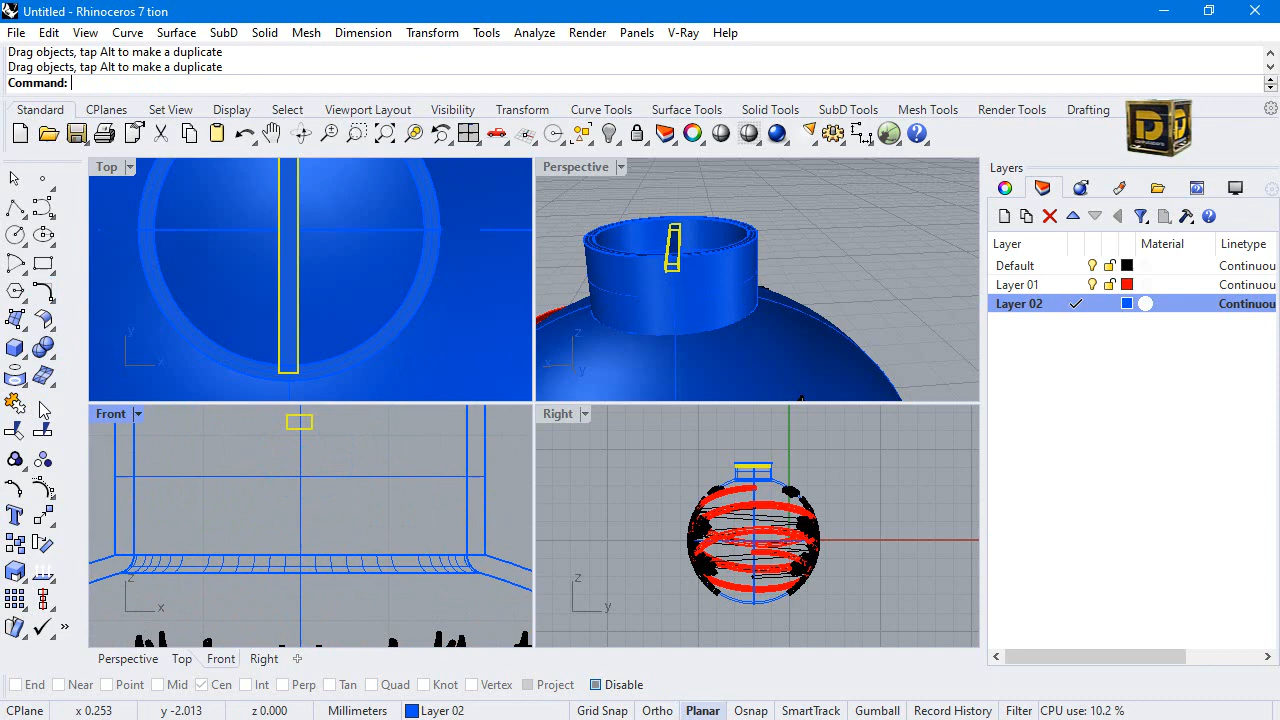 Untitled - Rhinoceros 7 tion
File Edit View Curve Surface SubD Solid Mesh Dimension Transform Tools Analyze Render Panels V-Ray Help
Drag objects, tap Alt to make a duplicate
Drag objects, tap Alt to make a duplicate
Command:
Standard CPlanes Set View Display Select Viewport Layout Visibility Transform Curve Tools Surface Tools Solid Tools SubD Tools Mesh Tools Render Tools Drafting
Top
Perspective
Layers
Layer Material Linetype
Default Continuou
Layer 01 Continuou
Layer 02 Continuou
y
x
z
x
y
Front
Right
z
x
z
y
Perspective Top Front Right
End Near Point Mid Cen Int Perp Tan Quad Knot Vertex Project Disable
CPlane x 0.253 y -2.013 z 0.000 Millimeters Layer 02 Grid Snap Ortho Planar Osnap SmartTrack Gumball Record History Filter CPU use: 10.2 %